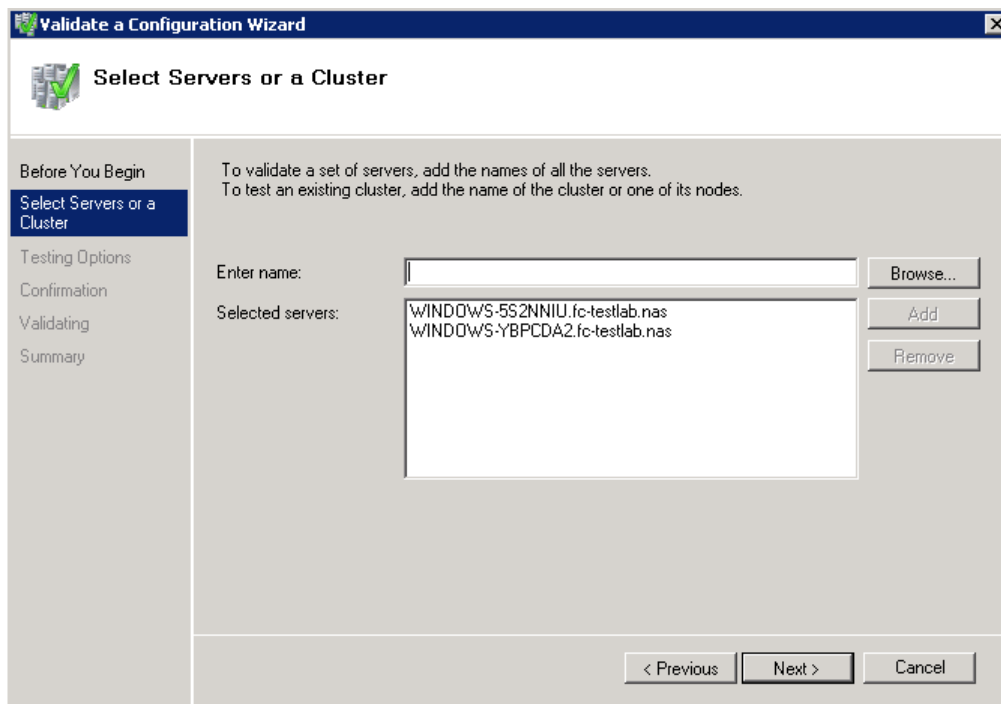 Validate a Configuration Wizard
Select Servers or a Cluster
Before You Begin
Select Servers or a
Cluster
Testing Options
Confirmation
Validating
Summary
To validate a set of servers, add the names of all the servers.
To test an existing cluster, add the name of the cluster or one of its nodes.
Enter name:
Browse...
Selected servers:
WINDOWS-5S2NNIU.fc-testlab.nas
WINDOWS-YBPCDA2.fc-testlab.nas
Add
Remove
< Previous
Next >
Cancel